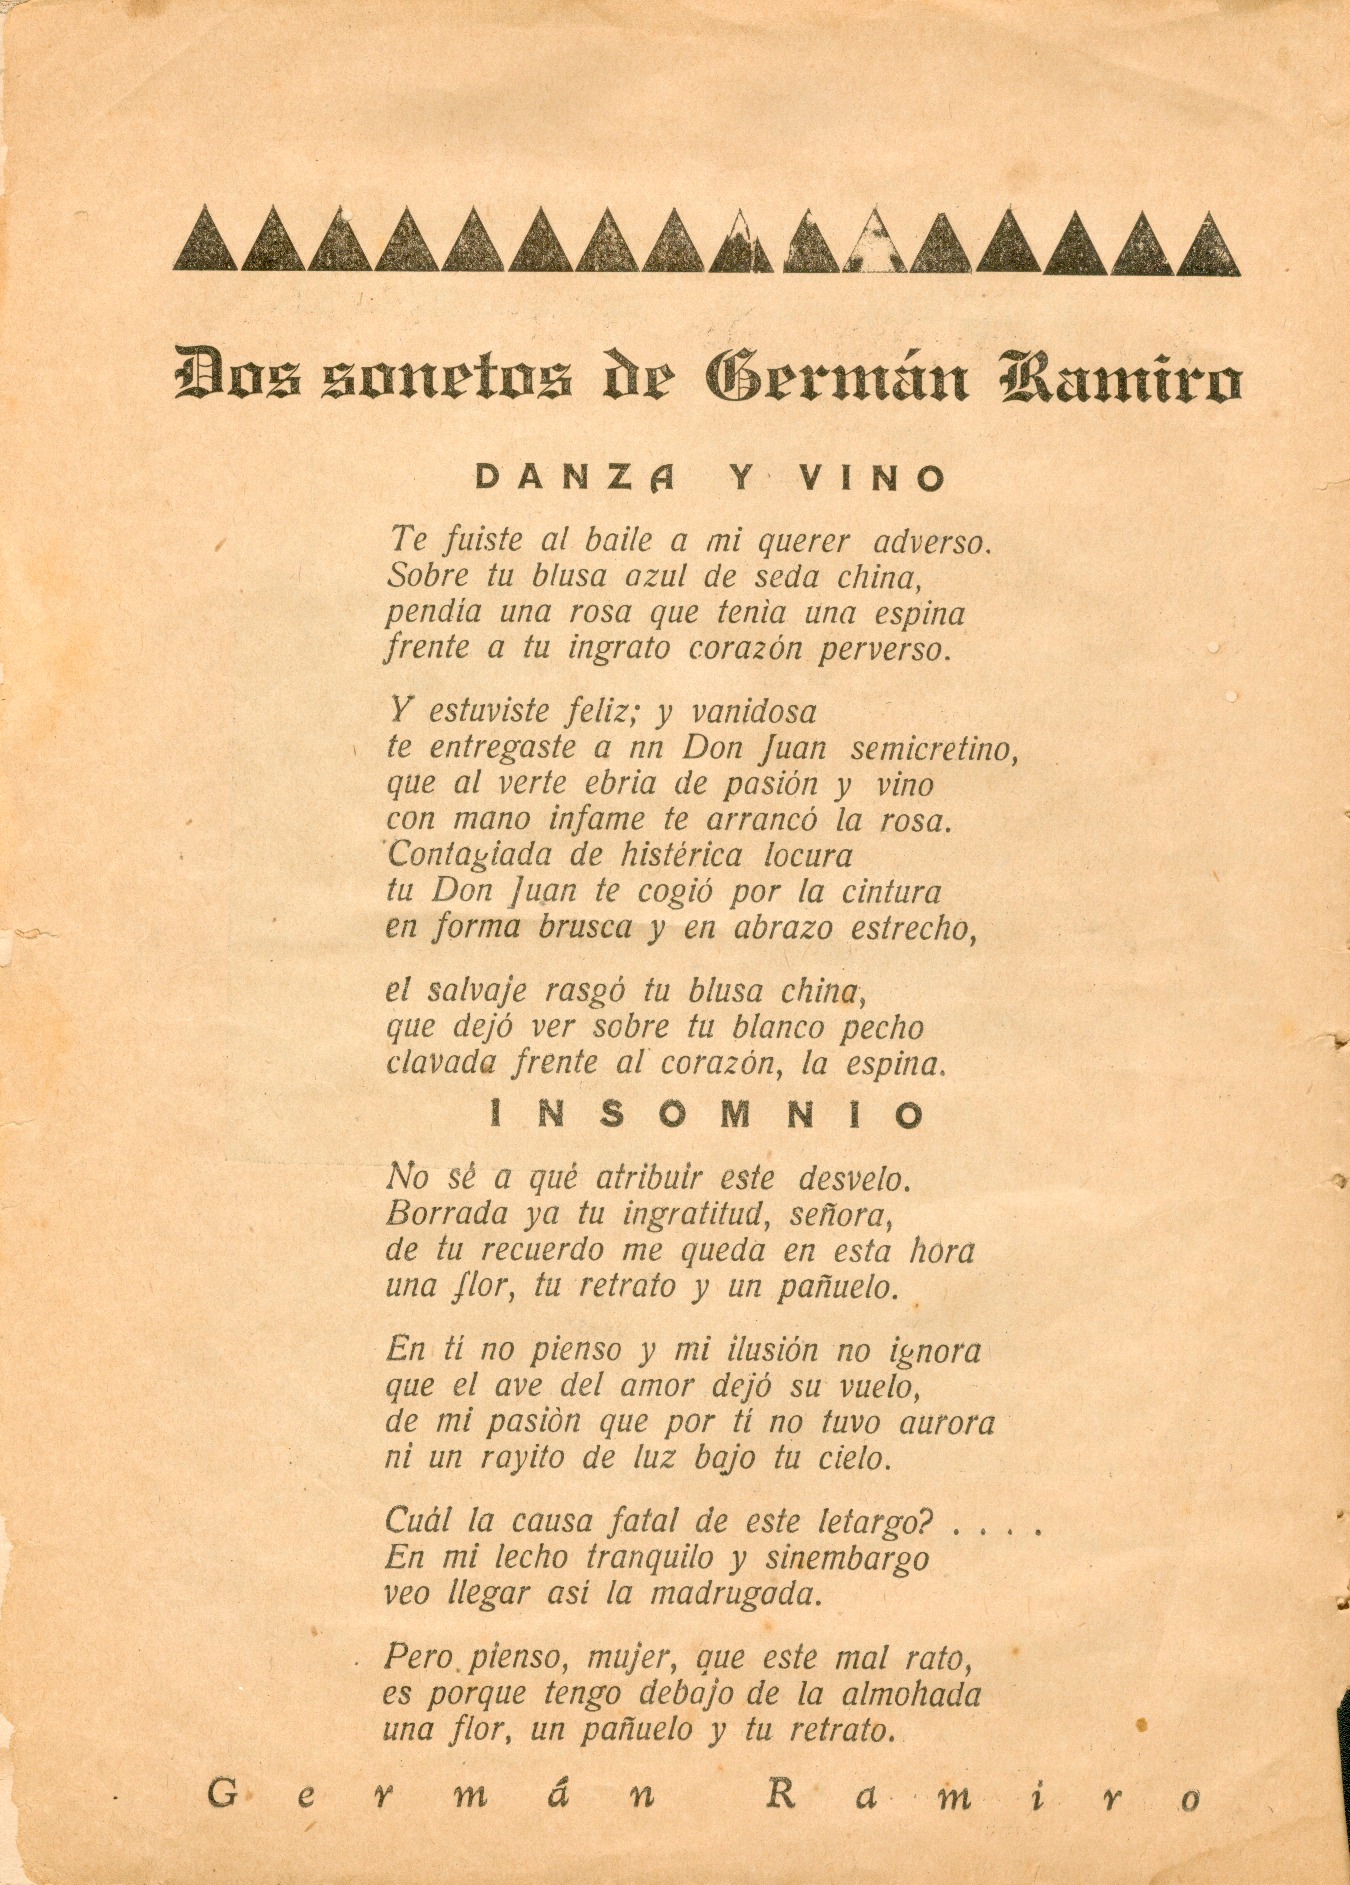 Dos sonetos de Germán Ramiro
DANZA Y VINO
Te fuiste al baile a mi querer adverso.
Sobre tu blusa azul de seda china,
pendía una rosa que tenìa una espina
frente a tu ingrato corazón perverso.
Y estuviste feliz; y vanidosa
te entregaste a nn Don Juan semicretino,
que al verte ebria de pasión y vino
con mano infame te arrancó la rosa.
Contagiada de histérica locura
tu Don Juan te cogió por la cintura
en forma brusca y en abrazo estrecho,
el salvaje rasgó tu blusa china,
que dejó ver sobre tu blanco pecho
clavada frente al corazón, la espina.
INSOMNIO
No sé a qué atribuir este desvelo.
Borrada ya tu ingratitud, señora,
de tu recuerdo me queda en esta hora
una flor, tu retrato y un pañuelo.
En tí no pienso y mi ilusión no ignora
que el ave del amor dejó su vuelo,
de mi pasiòn que por tí no tuvo aurora
ni un rayito de luz bajo tu cielo.
Cuál la causa fatal de este letargo? . . . .
En mi lecho tranquilo y sinembargo
veo llegar asi la madrugada.
Pero pienso, mujer, que este mal rato,
es porque tengo debajo de la almohada
una flor, un pañuelo y tu retrato.
Germán Ramiro